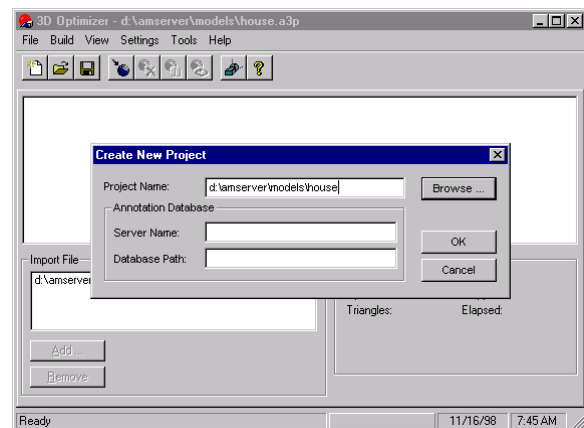 3D Optimizer - d:\amserver\models\house.a3p
File Build View Settings Tools Help
Create New Project
Project Name: d:\amserver\models\house Browse ...
Annotation Database
Server Name:
OK
Database Path:
Cancel
Import File
d:\amserver
Triangles: Elapsed:
Add ...
Remove
Ready 11/16/98 7:45 AM